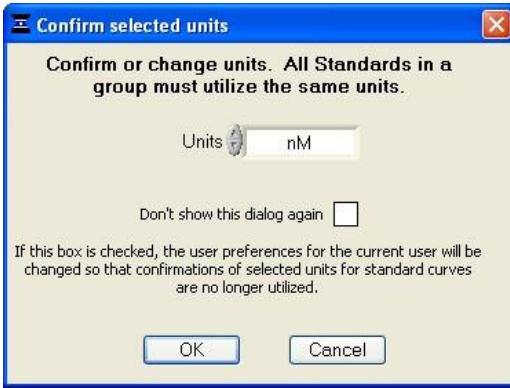 Confirm selected units
Confirm or change units. All Standards in a
group must utilize the same units.
Units nM
Don't show this dialog again
If this box is checked, the user preferences for the current user will be
changed so that confirmations of selected units for standard curves
are no longer utilized.
OK Cancel